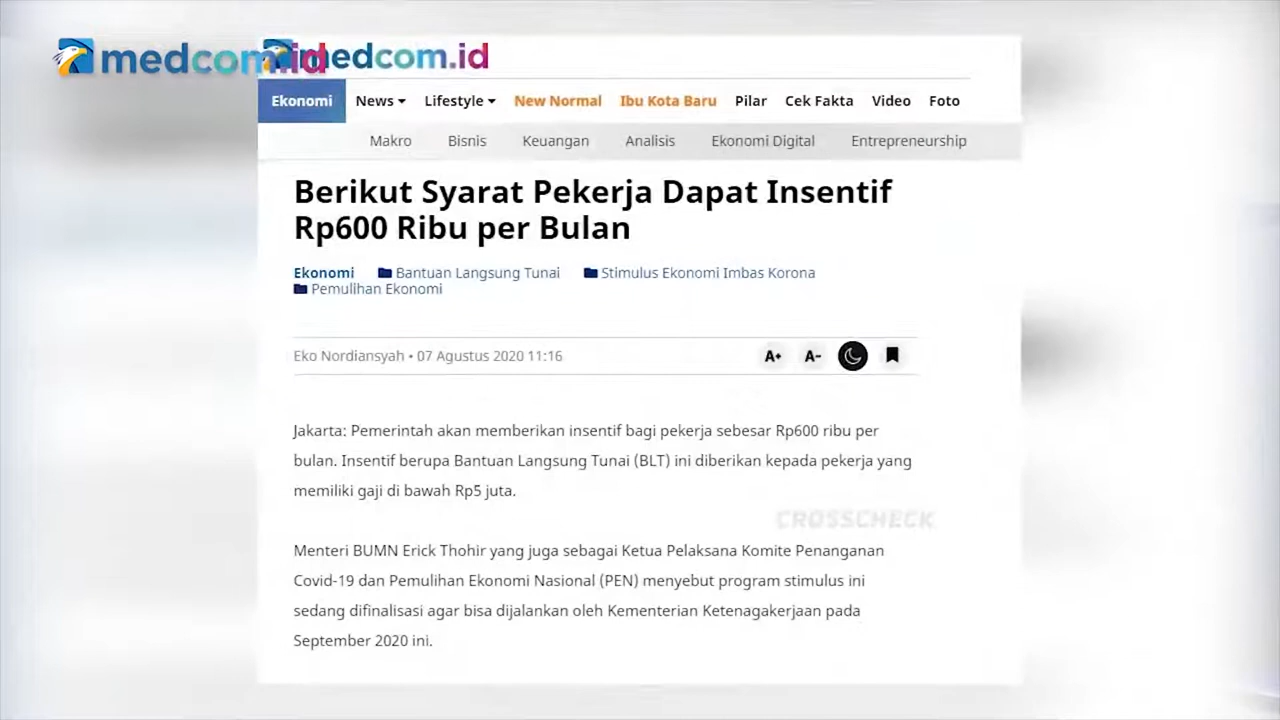 medcom.id
medcom.id
Ekonomi News Lifestyle New Normal Ibu Kota Baru Pilar Cek Fakta Video Foto
Makro Bisnis Keuangan Analisis Ekonomi Digital Entrepreneurship
Berikut Syarat Pekerja Dapat Insentif
Rp600 Ribu per Bulan
Ekonomi Bantuan Langsung Tunai Stimulus Ekonomi Imbas Korona
Pemulihan Ekonomi
Eko Nordiansyah • 07 Agustus 2020 11:16 A+ A-
Jakarta: Pemerintah akan memberikan insentif bagi pekerja sebesar Rp600 ribu per
bulan. Insentif berupa Bantuan Langsung Tunai (BLT) ini diberikan kepada pekerja yang
memiliki gaji di bawah Rp5 juta.
CROSSCHECK
Menteri BUMN Erick Thohir yang juga sebagai Ketua Pelaksana Komite Penanganan
Covid-19 dan Pemulihan Ekonomi Nasional (PEN) menyebut program stimulus ini
sedang difinalisasi agar bisa dijalankan oleh Kementerian Ketenagakerjaan pada
September 2020 ini.